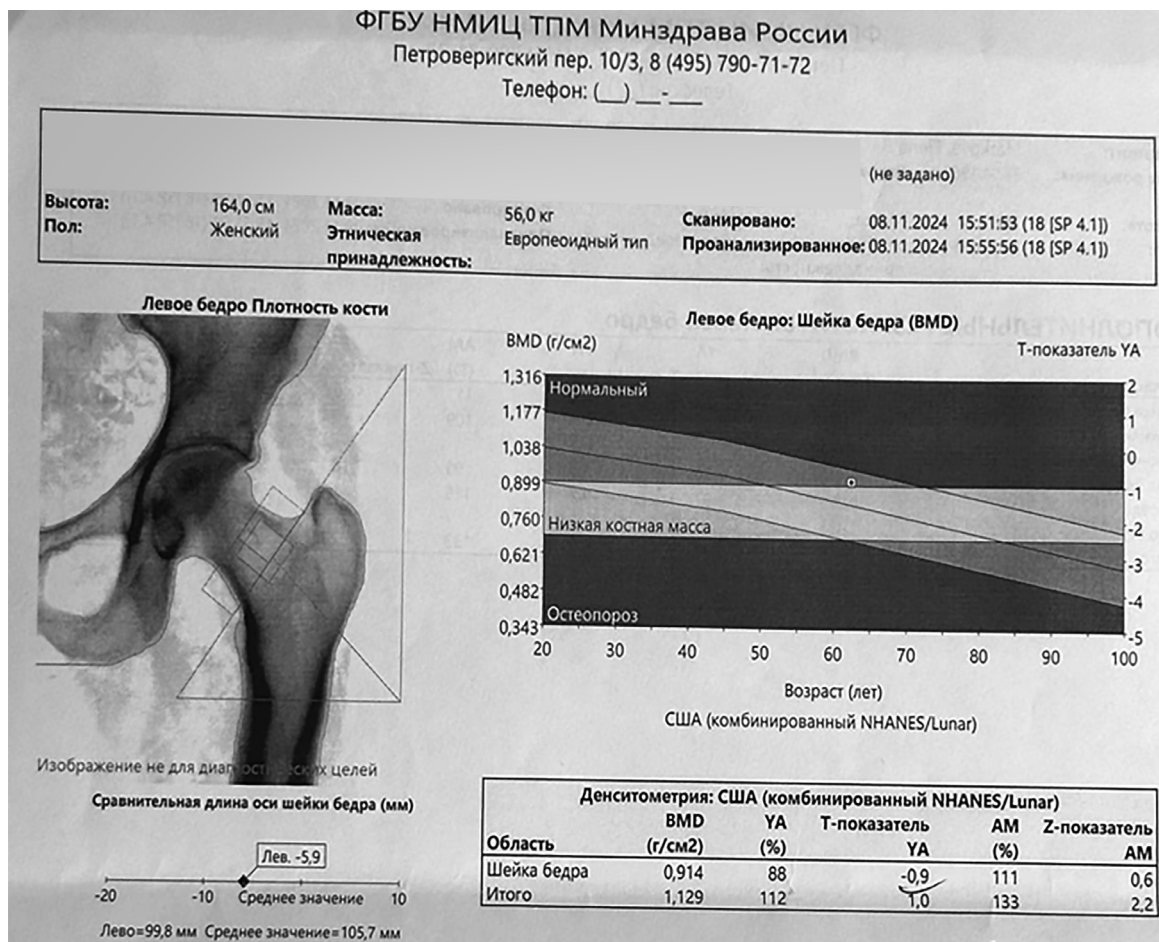 ФГБУ НМИЦ ТПМ Минздрава России
Петроверигский пер. 10/3, 8 (495) 790-71-72
Телефон: (__) __-___
(не задано)
Высота: 164,0 см Масса: 56,0 кг Сканировано: 08.11.2024 15:51:53 (18 [SP 4.1])
Пол: Женский Этническая принадлежность: Европеоидный тип Проанализированное: 08.11.2024 15:55:56 (18 [SP 4.1])
Левое бедро Плотность кости
Изображение не для диагностических целей
Сравнительная длина оси шейки бедра (мм)
Лев. -5,9
-20 -10 Среднее значение 10
Лево=99,8 мм Среднее значение=105,7 мм
Левое бедро: Шейка бедра (BMD)
BMD (г/см2) Т-показатель YA
1,316 Нормальный 2
1,177 1
1,038 0
0,899 -1
0,760 Низкая костная масса -2
0,621 -3
0,482 -4
0,343 Остеопороз -5
20 30 40 50 60 70 80 90 100
Возраст (лет)
США (комбинированный NHANES/Lunar)
Денситометрия: США (комбинированный NHANES/Lunar)
BMD YA Т-показатель AM Z-показатель
Область (г/см2) (%) YA (%) AM
Шейка бедра 0,914 88 -0,9 111 0,6
Итого 1,129 112 1,0 133 2,2